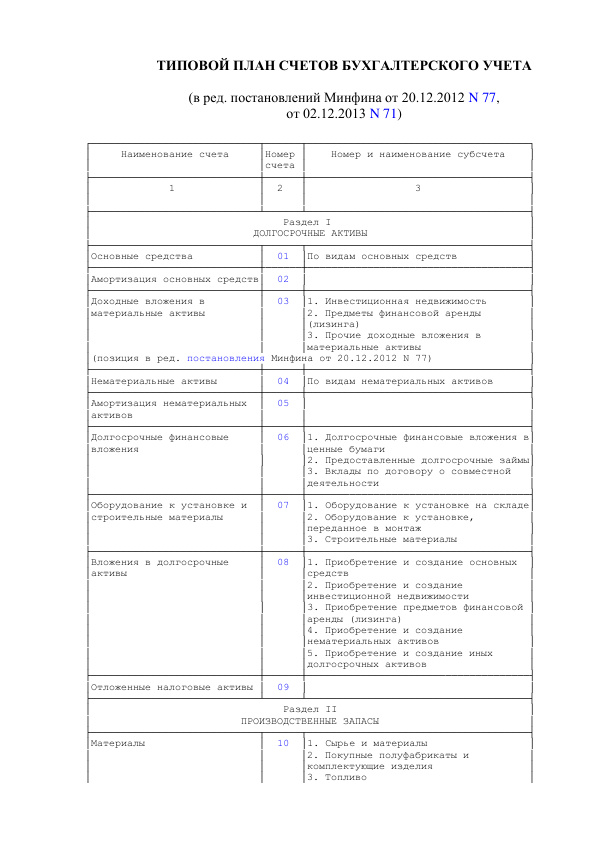 ТИПОВОЙ ПЛАН СЧЕТОВ БУХГАЛТЕРСКОГО УЧЕТА
(в ред. постановлений Минфина от 20.12.2012 N 77,
от 02.12.2013 N 71)
Наименование счета Номер счета Номер и наименование субсчета
1 2 3
Раздел I
ДОЛГОСРОЧНЫЕ АКТИВЫ
Основные средства 01 По видам основных средств
Амортизация основных средств 02
Доходные вложения в 03 1. Инвестиционная недвижимость
материальные активы 2. Предметы финансовой аренды
(лизинга)
3. Прочие доходные вложения в
материальные активы
(позиция в ред. постановления Минфина от 20.12.2012 N 77)
Нематериальные активы 04 По видам нематериальных активов
Амортизация нематериальных 05
активов
Долгосрочные финансовые 06 1. Долгосрочные финансовые вложения в
вложения ценные бумаги
2. Предоставленные долгосрочные займы
3. Вклады по договору о совместной
деятельности
Оборудование к установке и 07 1. Оборудование к установке на складе
строительные материалы 2. Оборудование к установке,
переданное в монтаж
3. Строительные материалы
Вложения в долгосрочные 08 1. Приобретение и создание основных
активы средств
2. Приобретение и создание
инвестиционной недвижимости
3. Приобретение предметов финансовой
аренды (лизинга)
4. Приобретение и создание
нематериальных активов
5. Приобретение и создание иных
долгосрочных активов
Отложенные налоговые активы 09
Раздел II
ПРОИЗВОДСТВЕННЫЕ ЗАПАСЫ
Материалы 10 1. Сырье и материалы
2. Покупные полуфабрикаты и
комплектующие изделия
3. Топливо